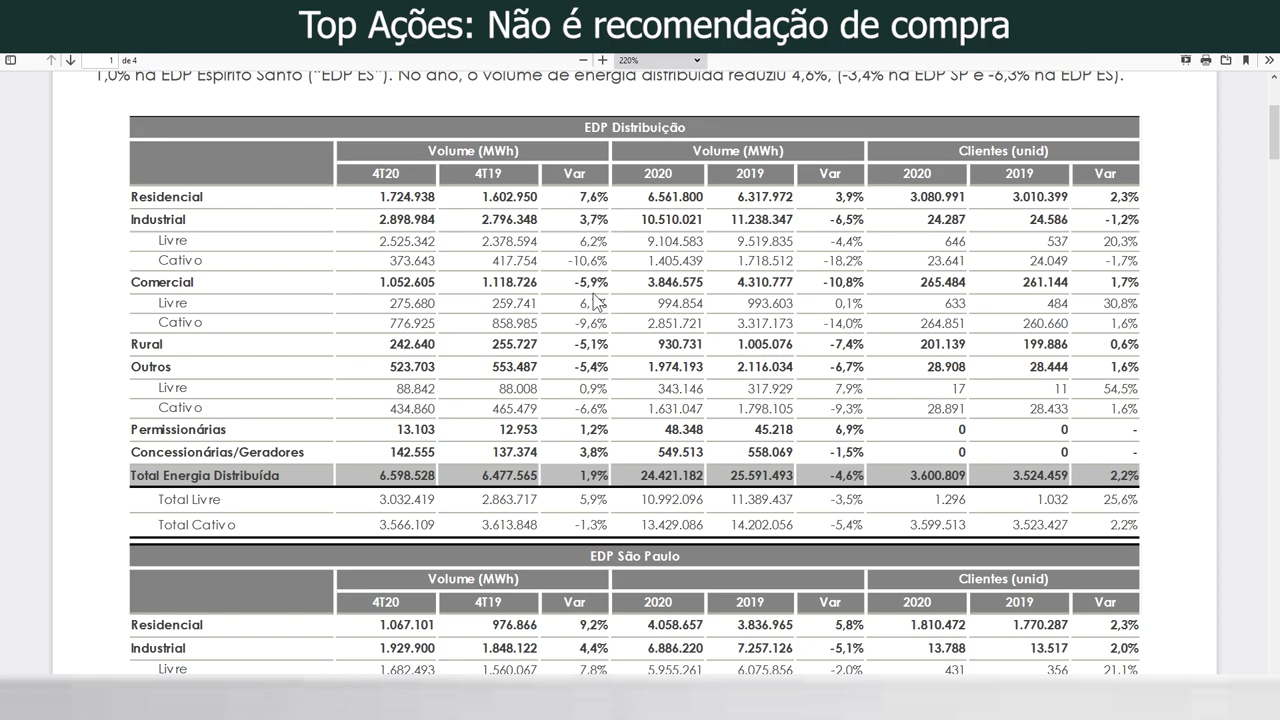 Top Ações: Não é recomendação de compra
1 de 4 220%
1,0% na EDP Espírito Santo ("EDP ES"). No ano, o volume de energia distribuída reduziu 4,6%, (-3,4% na EDP SP e -6,3% na EDP ES).
EDP Distribuição
Volume (MWh) Volume (MWh) Clientes (unid)
4T20 4T19 Var 2020 2019 Var 2020 2019 Var
Residencial 1.724.938 1.602.950 7,6% 6.561.800 6.317.972 3,9% 3.080.991 3.010.399 2,3%
Industrial 2.898.984 2.796.348 3,7% 10.510.021 11.238.347 -6,5% 24.287 24.586 -1,2%
Livre 2.525.342 2.378.594 6,2% 9.104.583 9.519.835 -4,4% 646 537 20,3%
Cativo 373.643 417.754 -10,6% 1.405.439 1.718.512 -18,2% 23.641 24.049 -1,7%
Comercial 1.052.605 1.118.726 -5,9% 3.846.575 4.310.777 -10,8% 265.484 261.144 1,7%
Livre 275.680 259.741 994.854 993.603 0,1% 633 484 30,8%
Cativo 776.925 858.985 -9,6% 2.851.721 3.317.173 -14,0% 264.851 260.660 1,6%
Rural 242.640 255.727 -5,1% 930.731 1.005.076 -7,4% 201.139 199.886 0,6%
Outros 523.703 553.487 -5,4% 1.974.193 2.116.034 -6,7% 28.908 28.444 1,6%
Livre 88.842 88.008 0,9% 343.146 317.929 7,9% 17 11 54,5%
Cativo 434.860 465.479 -6,6% 1.631.047 1.798.105 -9,3% 28.891 28.433 1,6%
Permissionárias 13.103 12.953 1,2% 48.348 45.218 6,9% 0 0 -
Concessionárias/Geradores 142.555 137.374 3,8% 549.513 558.069 -1,5% 0 0 -
Total Energia Distribuída 6.598.528 6.477.565 1,9% 24.421.182 25.591.493 -4,6% 3.600.809 3.524.459 2,2%
Total Livre 3.032.419 2.863.717 5,9% 10.992.096 11.389.437 -3,5% 1.296 1.032 25,6%
Total Cativo 3.566.109 3.613.848 -1,3% 13.429.086 14.202.056 -5,4% 3.599.513 3.523.427 2,2%
EDP São Paulo
Volume (MWh) Clientes (unid)
4T20 4T19 Var 2020 2019 Var 2020 2019 Var
Residencial 1.067.101 976.866 9,2% 4.058.657 3.836.965 5,8% 1.810.472 1.770.287 2,3%
Industrial 1.929.900 1.848.122 4,4% 6.886.220 7.257.126 -5,1% 13.788 13.517 2,0%
Livre 1.682.493 1.560.067 7,8% 5.955.261 6.075.856 -2,0% 431 356 21,1%